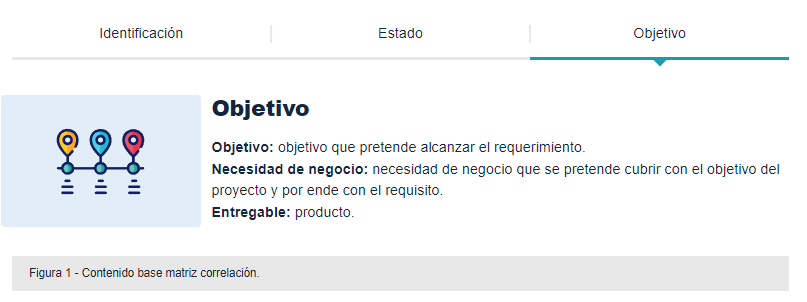 Identificación
Estado
Objetivo
Objetivo
Objetivo: objetivo que pretende alcanzar el requerimiento.
Necesidad de negocio: necesidad de negocio que se pretende cubrir con el objetivo del
proyecto y por ende con el requisito.
Entregable: producto.
Figura 1 - Contenido base matriz correlación.